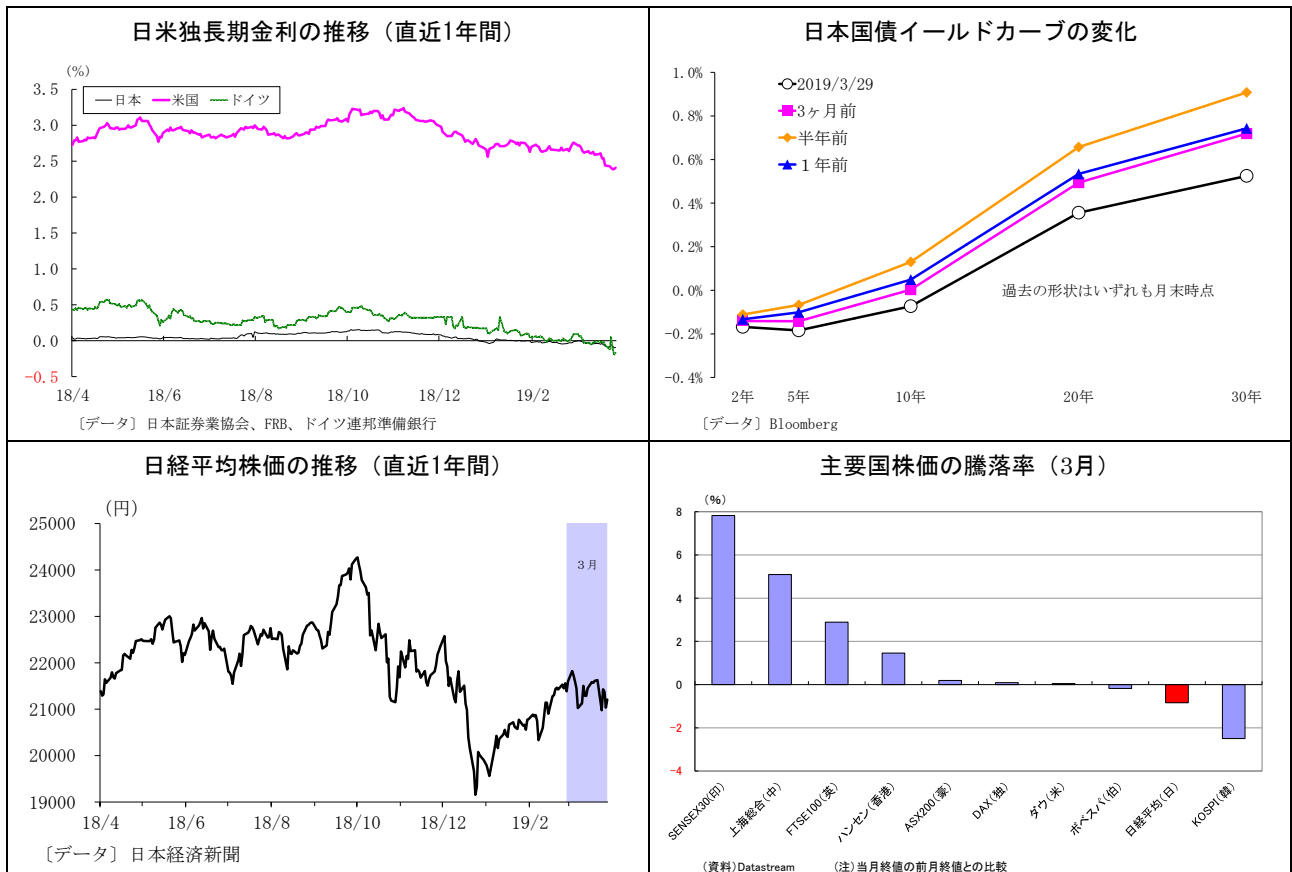 日米独長期金利の推移（直近1年間）
(%)
3.5
3.0
2.5
2.0
1.5
1.0
0.5
0.0
-0.5
日本 米国 ドイツ
18/4 18/6 18/8 18/10 18/12 19/2
〔データ〕日本証券業協会、FRB、ドイツ連邦準備銀行
日本国債イールドカーブの変化
1.0%
0.8%
0.6%
0.4%
0.2%
0.0%
-0.2%
-0.4%
2019/3/29
3ヶ月前
半年前
１年前
過去の形状はいずれも月末時点
2年 5年 10年 20年 30年
〔データ〕Bloomberg
日経平均株価の推移（直近1年間）
（円）
25000
24000
23000
22000
21000
20000
19000
３月
18/4 18/6 18/8 18/10 18/12 19/2
〔データ〕日本経済新聞
主要国株価の騰落率（3月）
（%）
8
6
4
2
0
-2
-4
SENSEX30(印)
上海総合(中)
FTSE100(英)
ハンセン(香港)
ASX200(豪)
DAX(独)
ダウ(米)
ボベスパ(伯)
日経平均(日)
KOSPI(韓)
（資料）Datastream （注）当月終値の前月終値との比較